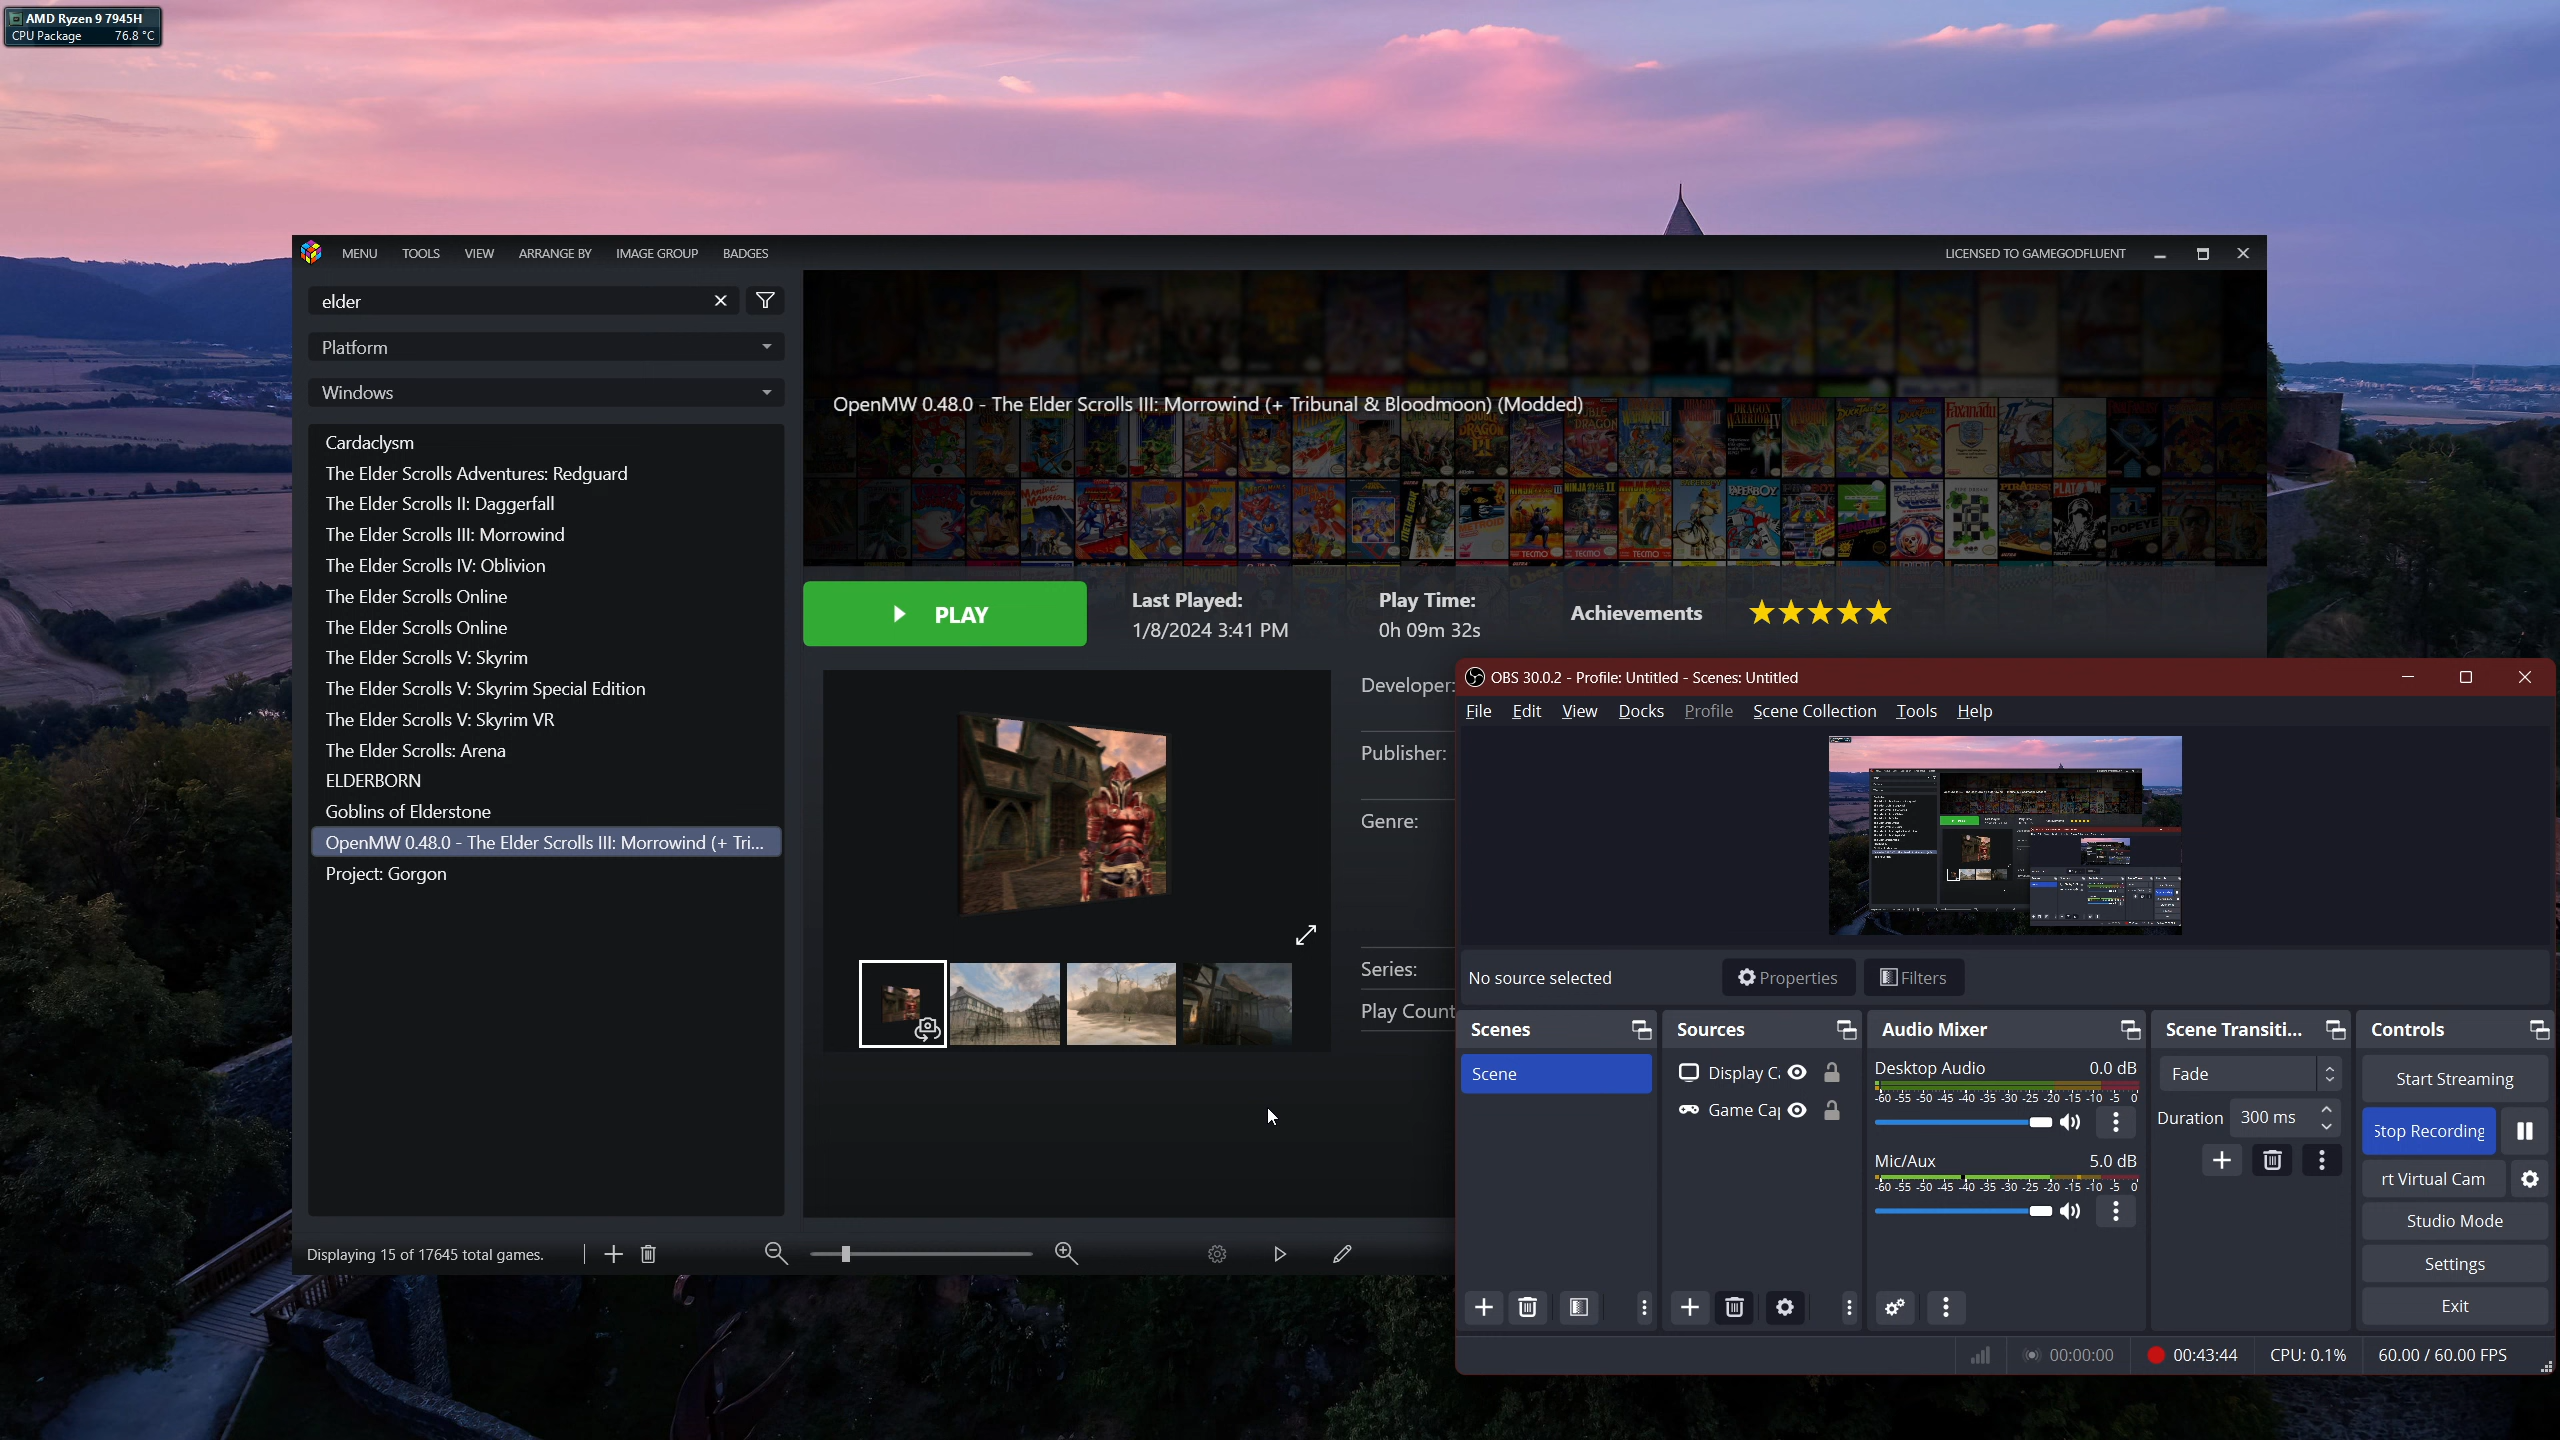 AMD Ryzen 9 7945H
CPU Package 76.8 °C
MENU TOOLS VIEW ARRANGE BY IMAGE GROUP BADGES LICENSED TO GAMEGODFLUENT
elder
Platform
Windows
Cardaclysm
The Elder Scrolls Adventures: Redguard
The Elder Scrolls II: Daggerfall
The Elder Scrolls III: Morrowind
The Elder Scrolls IV: Oblivion
The Elder Scrolls Online
The Elder Scrolls Online
The Elder Scrolls V: Skyrim
The Elder Scrolls V: Skyrim Special Edition
The Elder Scrolls V: Skyrim VR
The Elder Scrolls: Arena
ELDERBORN
Goblins of Elderstone
OpenMW 0.48.0 - The Elder Scrolls III: Morrowind (+ Tri...
Project: Gorgon
Displaying 15 of 17645 total games.
OpenMW 0.48.0 - The Elder Scrolls III: Morrowind (+ Tribunal & Bloodmoon) (Modded)
PLAY
Last Played:
1/8/2024 3:41 PM
Play Time:
0h 09m 32s
Achievements
Developer:
Publisher:
Genre:
Series:
Play Count
OBS 30.0.2 - Profile: Untitled - Scenes: Untitled
File Edit View Docks Profile Scene Collection Tools Help
No source selected
Properties
Filters
Scenes
Scene
Sources
Display C
Game Ca
Audio Mixer
Desktop Audio 0.0 dB
-60 -55 -50 -45 -40 -35 -30 -25 -20 -15 -10 -5 0
Mic/Aux 5.0 dB
-60 -55 -50 -45 -40 -35 -30 -25 -20 -15 -10 -5 0
Scene Transiti...
Fade
Duration 300 ms
Controls
Start Streaming
Stop Recording
rt Virtual Cam
Studio Mode
Settings
Exit
00:00:00
00:43:44
CPU: 0.1%
60.00 / 60.00 FPS